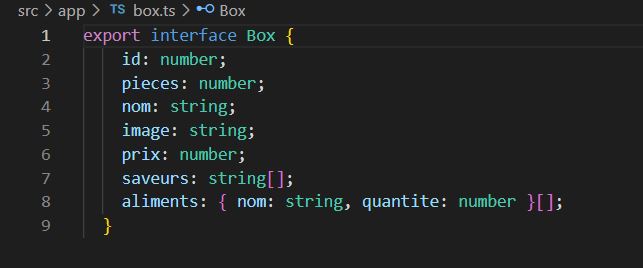 src > app > TS box.ts > Box
1 export interface Box {
2 id: number;
3 pieces: number;
4 nom: string;
5 image: string;
6 prix: number;
7 saveurs: string[];
8 aliments: { nom: string, quantite: number }[];
9 }